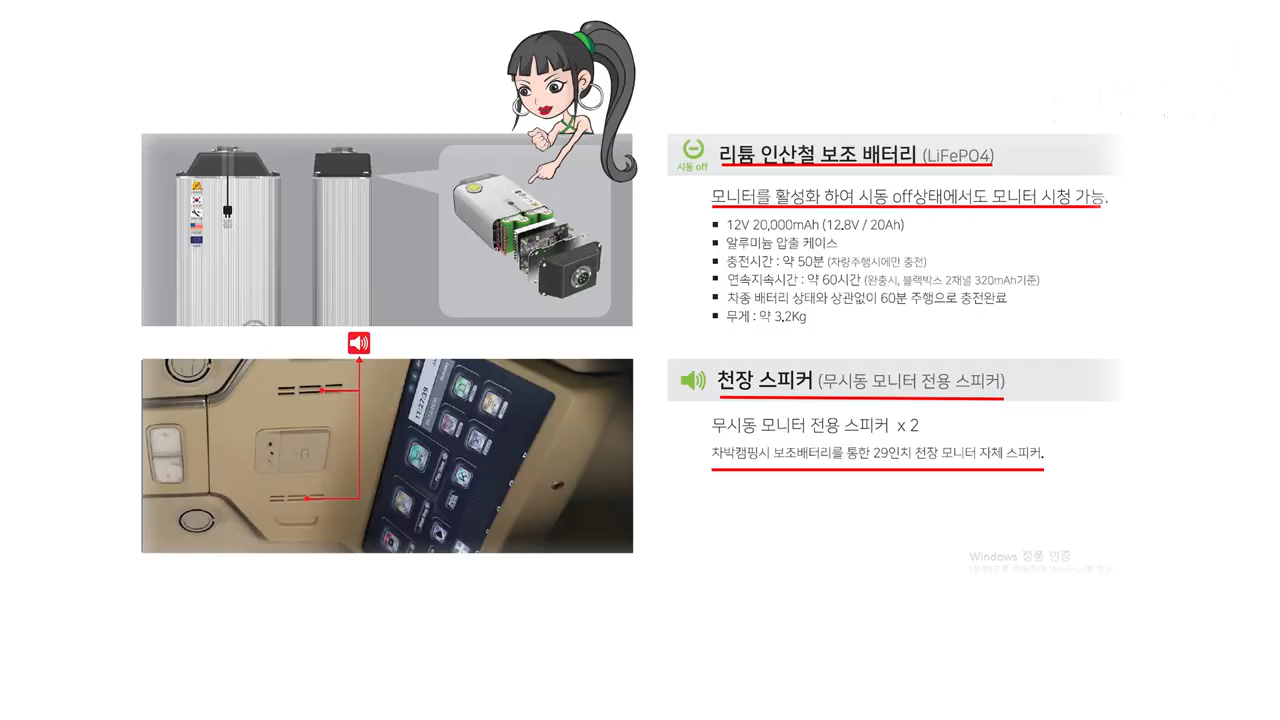 시동 off
리튬 인산철 보조 배터리 (LiFePO4)
모니터를 활성화 하여 시동 off상태에서도 모니터 시청 가능.
12V 20,000mAh (12.8V / 20Ah)
알루미늄 압출 케이스
충전시간 : 약 50분 (차량주행시에만 충전)
연속지속시간 : 약 60시간 (완충시, 블랙박스 2채널 320mAh기준)
차종 배터리 상태와 상관없이 60분 주행으로 충전완료
무게 : 약 3.2Kg
11:27:39
천장 스피커 (무시동 모니터 전용 스피커)
무시동 모니터 전용 스피커 x 2
차박캠핑시 보조배터리를 통한 29인치 천장 모니터 자체 스피커.
Windows 정품 인증